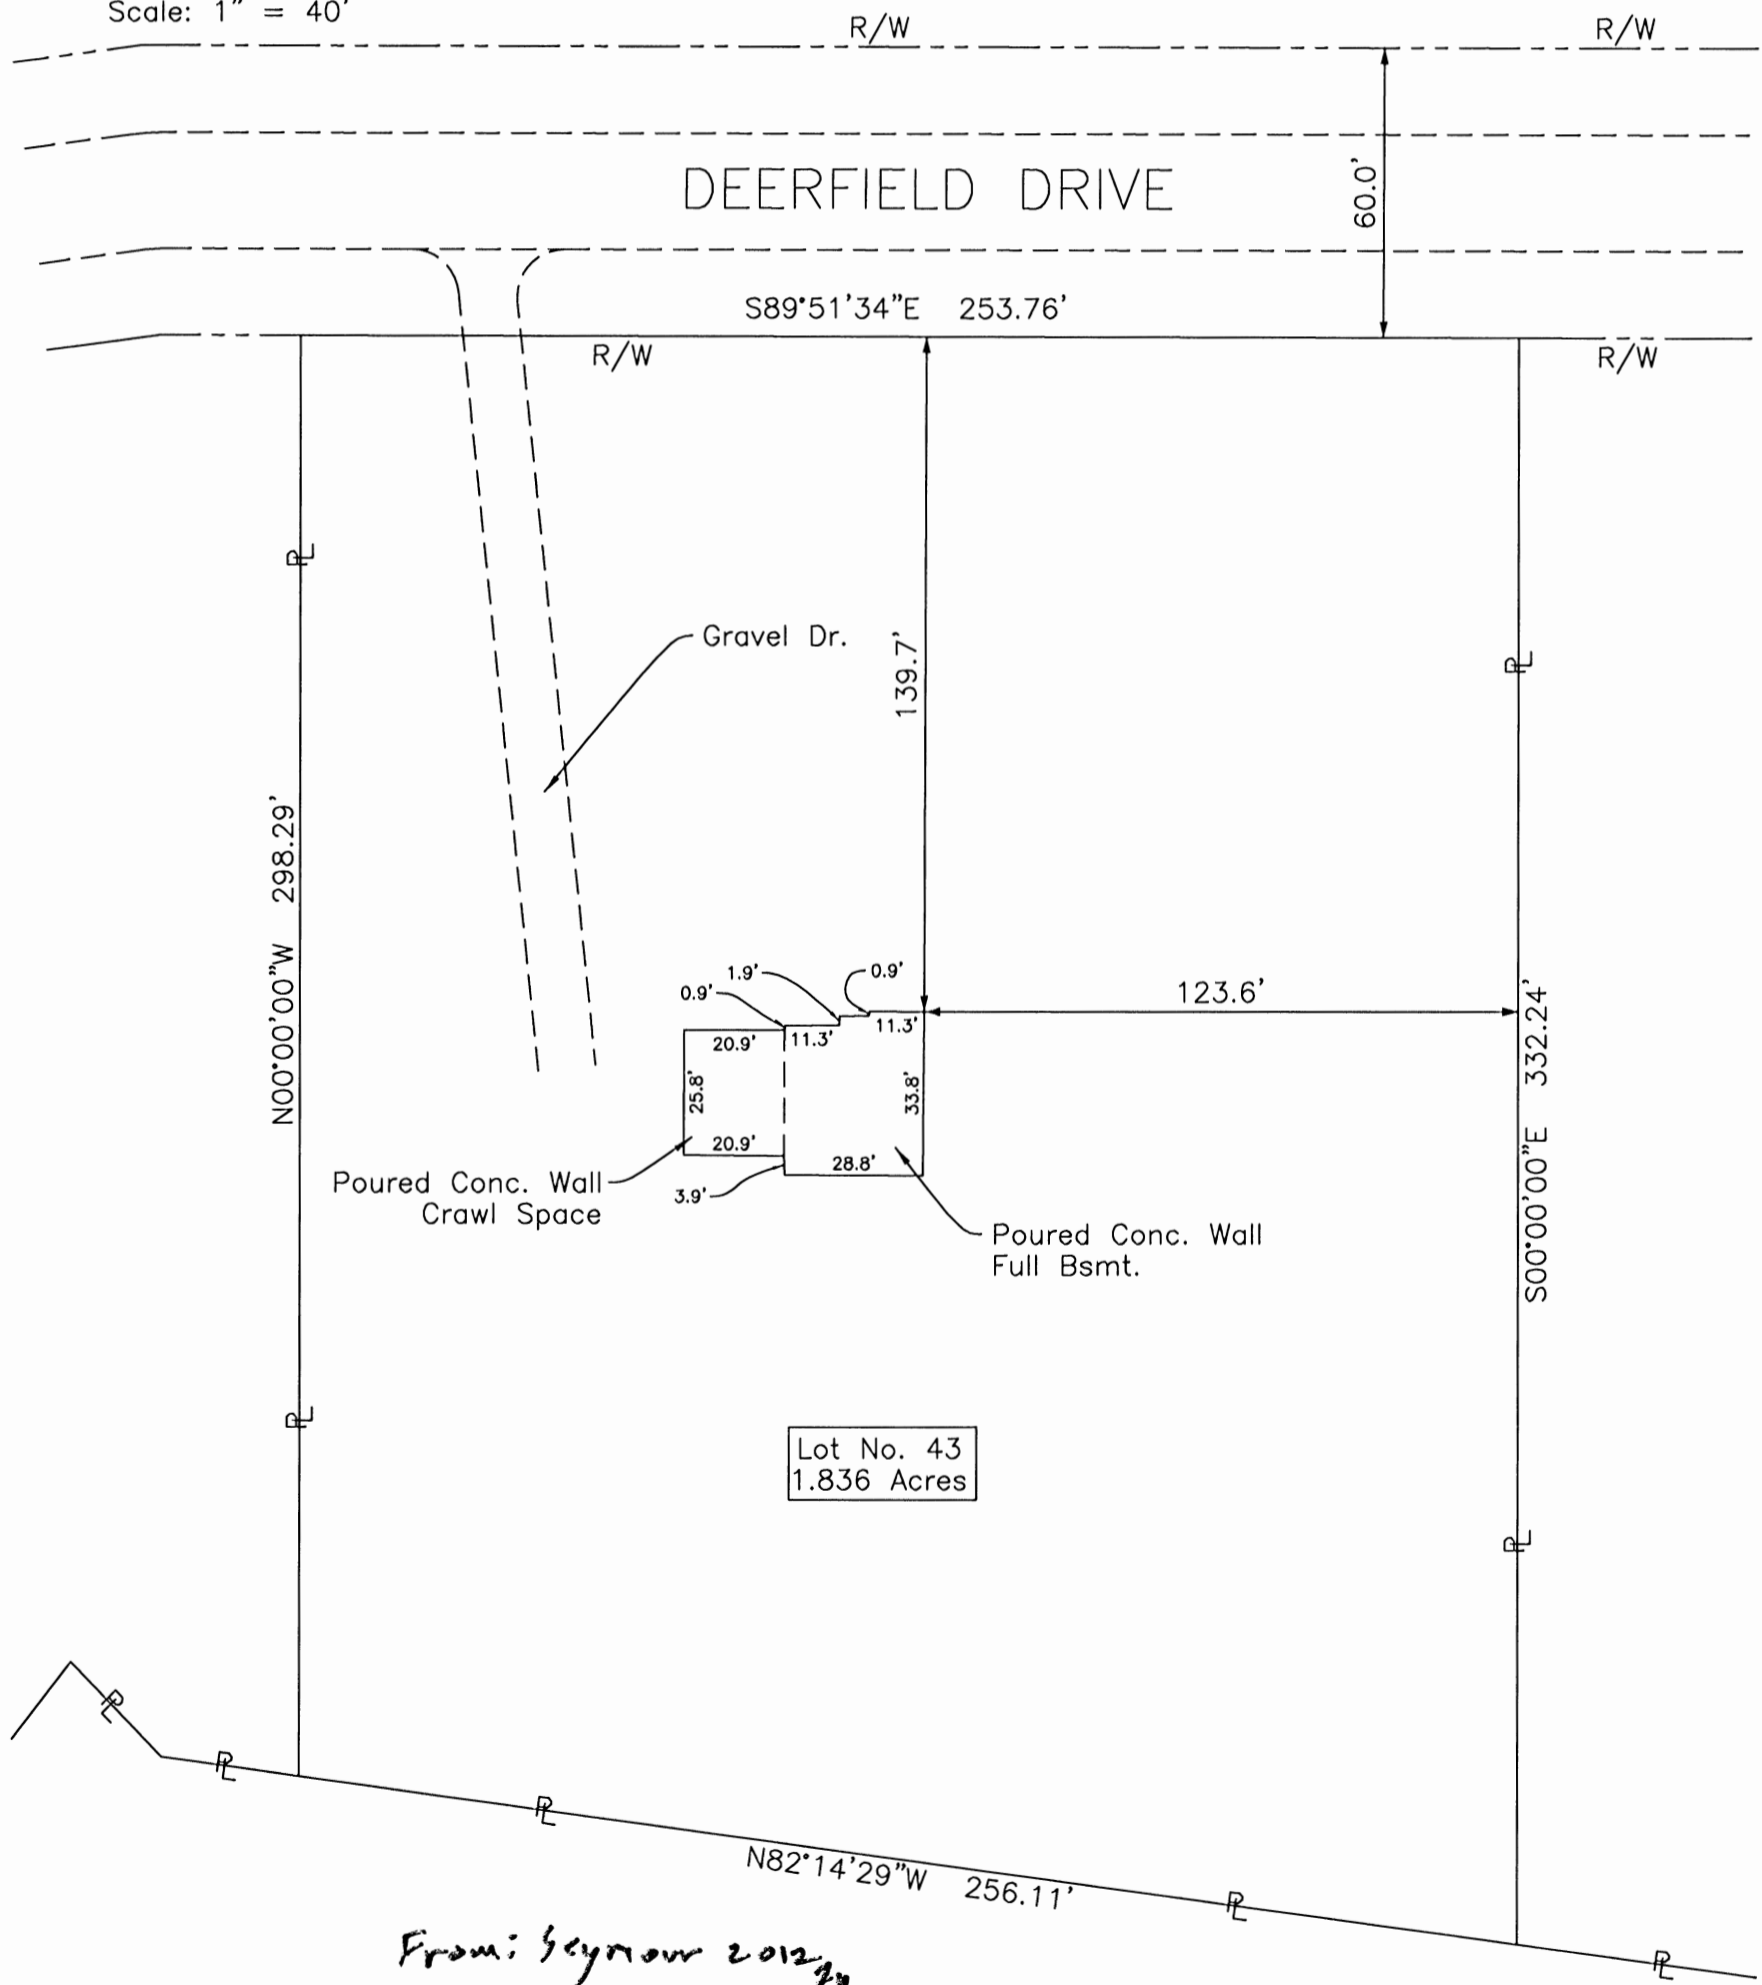 Scale: 1" = 40'
R/W
R/W
DEERFIELD DRIVE
60.0'
S89°51'34"E 253.76'
R/W
R/W
PL
Gravel Dr.
139.7'
PL
N00°00'00"W 298.29'
1.9'
0.9'
0.9'
123.6'
S00°00'00"E 332.24'
20.9'
11.3'
11.3'
25.8'
33.8'
20.9'
28.8'
3.9'
Poured Conc. Wall
Crawl Space
Poured Conc. Wall
Full Bsmt.
PL
Lot No. 43
1.836 Acres
PL
PL
PL
PL
N82°14'29"W 256.11'
PL
PL
From: Seymour 2012